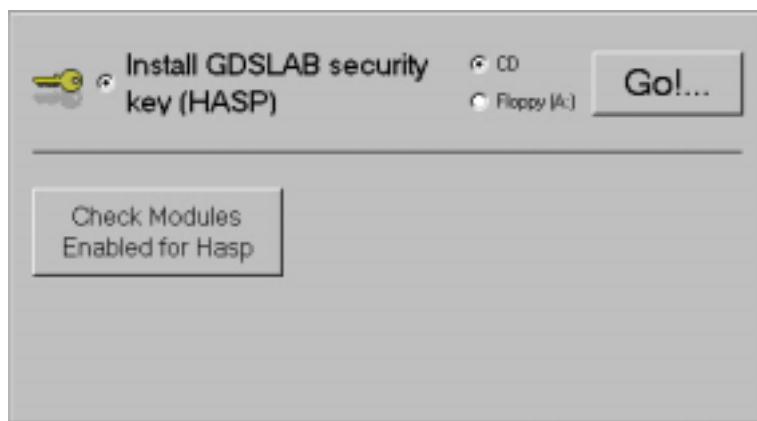 Install GDSLAB security
key (HASP)
CD
Floppy (A:)
Go!...
Check Modules
Enabled for Hasp